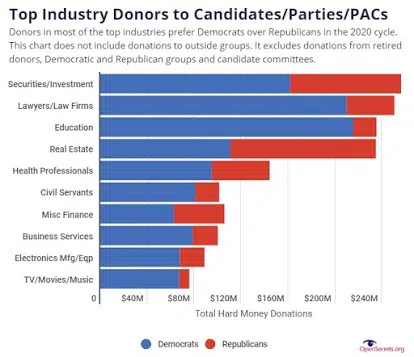 Top Industry Donors to Candidates/Parties/PACs
Donors in most of the top industries prefer Democrats over Republicans in the 2020 cycle.
This chart does not include donations to outside groups. It excludes donations from retired
donors, Democratic and Republican groups and candidate committees.
Securities/Investment
Lawyers/Law Firms
Education
Real Estate
Health Professionals
Civil Servants
Misc Finance
Business Services
Electronics Mfg/Eqp
TV/Movies/Music
0 $40M $80M $120M $160M $200M $240M
Total Hard Money Donations
Democrats Republicans
OpenSecrets.org